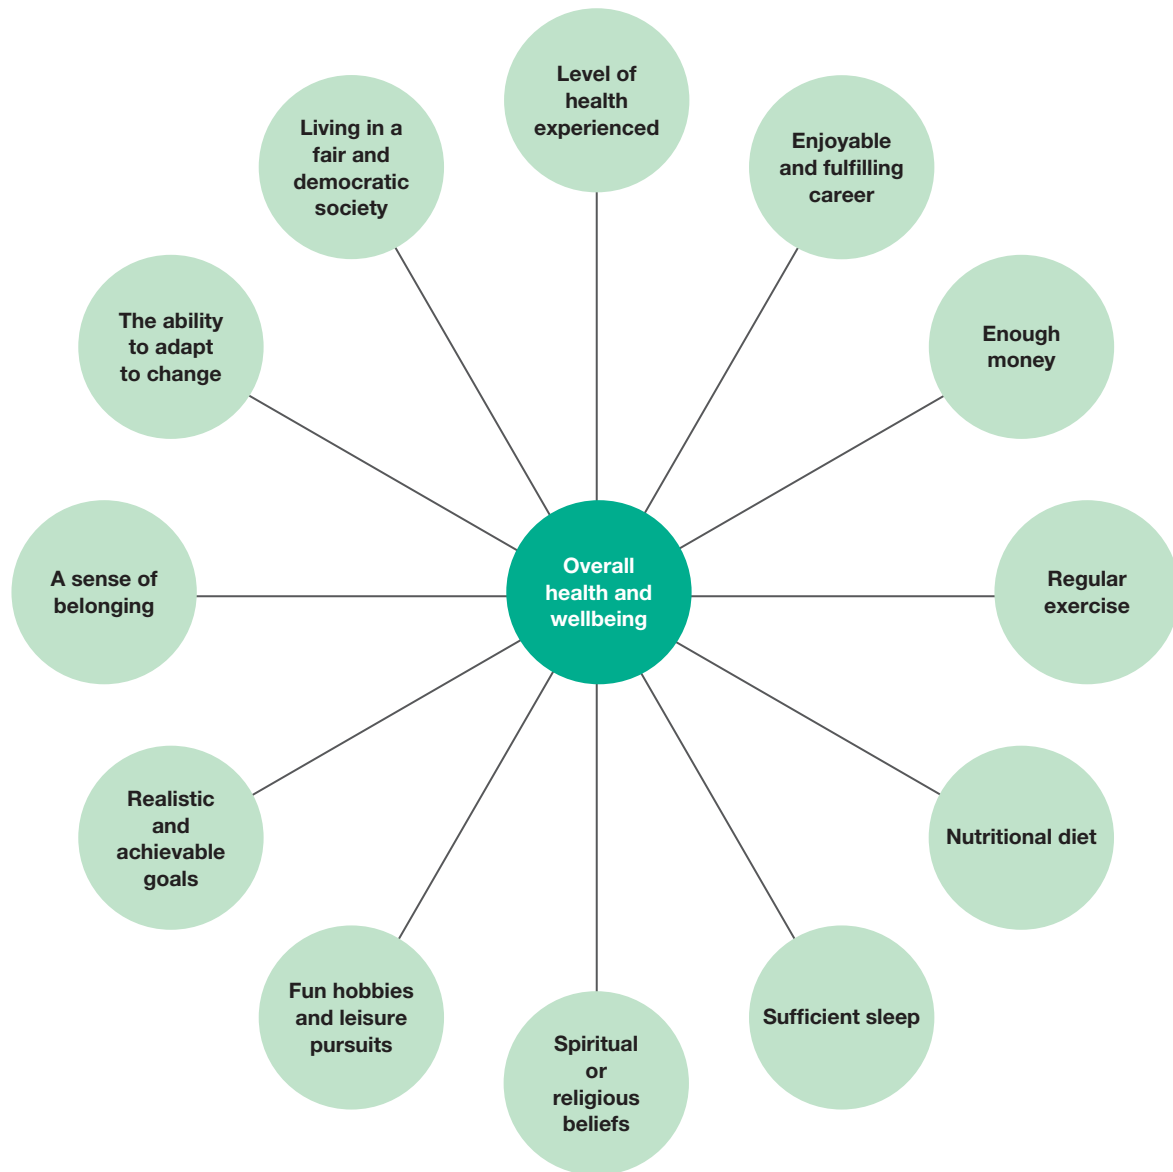 Level of
health
experienced
Enjoyable
and fulfilling
career
Enough
money
Regular
exercise
Nutritional diet
Sufficient sleep
Spiritual
or
religious
beliefs
Fun hobbies
and leisure
pursuits
Realistic
and
achievable
goals
A sense of
belonging
The ability
to adapt
to change
Living in a
fair and
democratic
society
Overall
health and
wellbeing